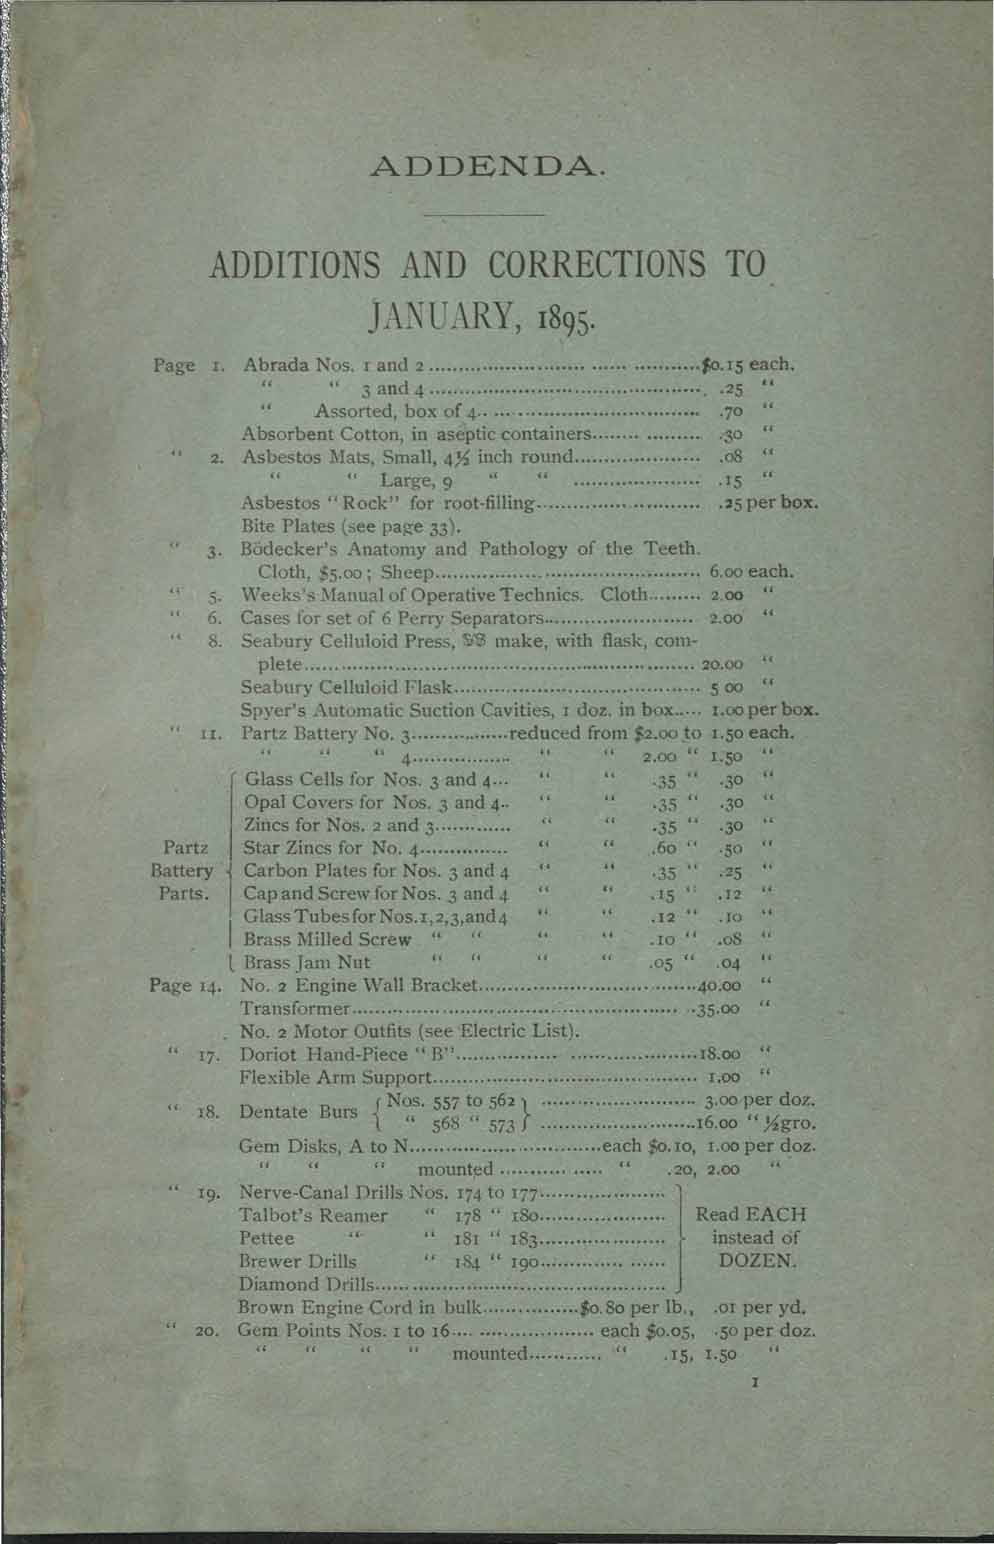 ADDENDA.
ADDITIONS AND CORRECTIONS TO
JANUARY, 1895.
Page 1. Abrada Nos. 1 and 2 ........................ $0.15 each.
“ “ 3 and 4 ........................ .25 “
“ Assorted, box of 4 ........................ .70 “
Absorbent Cotton, in aseptic containers ........................ .30 “
“ 2. Asbestos Mats, Small, 4½ inch round ........................ .08 “
“ “ Large, 9 “ “ ........................ .15 “
Asbestos “Rock” for root-filling ........................ .25 per box.
Bite Plates (see page 33).
“ 3. Bödecker's Anatomy and Pathology of the Teeth.
Cloth, $5.00; Sheep ........................ 6.00 each.
“ 5. Weeks's Manual of Operative Technics. Cloth ......... 2.00 “
“ 6. Cases for set of 6 Perry Separators ........................ 2.00 “
“ 8. Seabury Celluloid Press, SS make, with flask, com-
plete ........................ 20.00 “
Seabury Celluloid Flask ........................ 5 00 “
Spyer's Automatic Suction Cavities, 1 doz. in box ...... 1.00 per box.
“ 11. Partz Battery No. 3 ............ reduced from $2.00 to 1.50 each.
“ “ “ 4 ............ “ “ 2.00 “ 1.50 “
Glass Cells for Nos. 3 and 4... “ “ .35 “ .30 “
Opal Covers for Nos. 3 and 4.. “ “ .35 “ .30 “
Zincs for Nos. 2 and 3 ............ “ “ .35 “ .30 “
Partz Star Zincs for No. 4 ............ “ “ .60 “ .50 “
Battery Carbon Plates for Nos. 3 and 4 “ “ .35 “ .25 “
Parts. Cap and Screw for Nos. 3 and 4 “ “ .15 “ .12 “
Glass Tubes for Nos. 1, 2, 3, and 4 “ “ .12 “ .10 “
Brass Milled Screw “ “ “ “ .10 “ .08 “
Brass Jam Nut “ “ “ “ .05 “ .04 “
Page 14. No. 2 Engine Wall Bracket ........................ 40.00 “
Transformer ........................ 35.00 “
No. 2 Motor Outfits (see Electric List).
“ 17. Doriot Hand-Piece “B” ........................ 18.00 “
Flexible Arm Support ........................ 1.00 “
“ 18. Dentate Burs { Nos. 557 to 562 } ........................ 3.00 per doz.
{ “ 568 “ 573 } ........................ 16.00 “ ½gro.
Gem Disks, A to N ........................ each $0.10, 1.00 per doz.
“ “ “ mounted ............ “ .20, 2.00 “
“ 19. Nerve-Canal Drills Nos. 174 to 177 ............
Talbot's Reamer “ 178 “ 180 ............ Read EACH
Pettee “ “ 181 “ 183 ............ instead of
Brewer Drills “ 184 “ 190 ............ DOZEN.
Diamond Drills ........................
Brown Engine Cord in bulk ............ $0.80 per lb., .01 per yd.
“ 20. Gem Points Nos. 1 to 16 ............ each $0.05, .50 per doz.
“ “ “ “ mounted ............ “ .15, 1.50 “
1